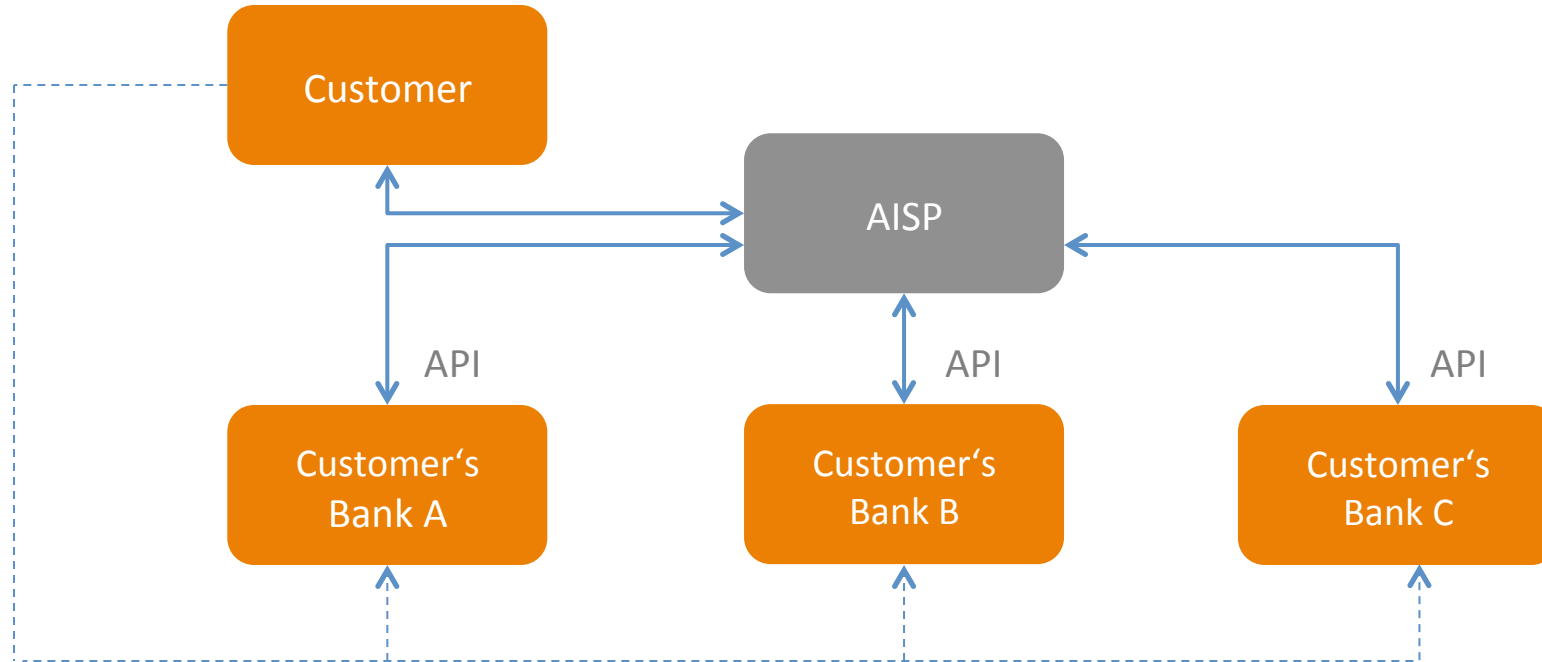 Customer
AISP
API
API
API
Customer‘s
Bank A
Customer‘s
Bank B
Customer‘s
Bank C